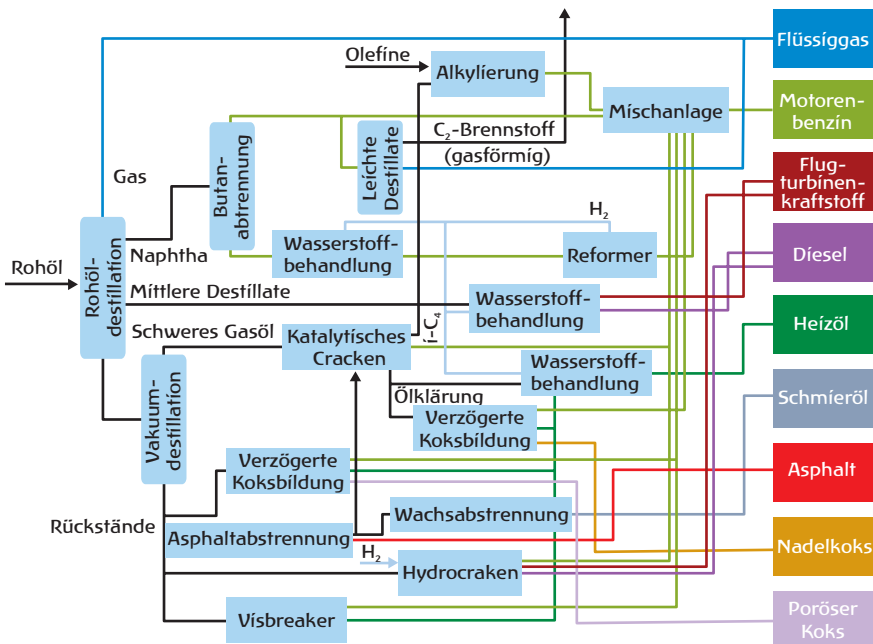 Flüssiggas
Olefine
Alkylierung
Motoren-
benzin
Mischanlage
C₂-Brennstoff
(gasförmig)
Leichte
Destillate
Butan-
abtrennung
Gas
Flug-
turbinen-
kraftstoff
H₂
Naphtha
Wasserstoff-
behandlung
Reformer
Diesel
Rohöl
Rohöl-
destillation
Mittlere Destillate
Wasserstoff-
behandlung
Schweres Gasöl
Katalytisches
Cracken
i-C₄
Heizöl
Wasserstoff-
behandlung
Ölklärung
Verzögerte
Koksbildung
Schmieröl
Vakuum-
destillation
Verzögerte
Koksbildung
Asphalt
Rückstände
Wachsabstrennung
Asphaltabstrennung
H₂
Hydrocraken
Nadelkoks
Visbreaker
Poröser
Koks